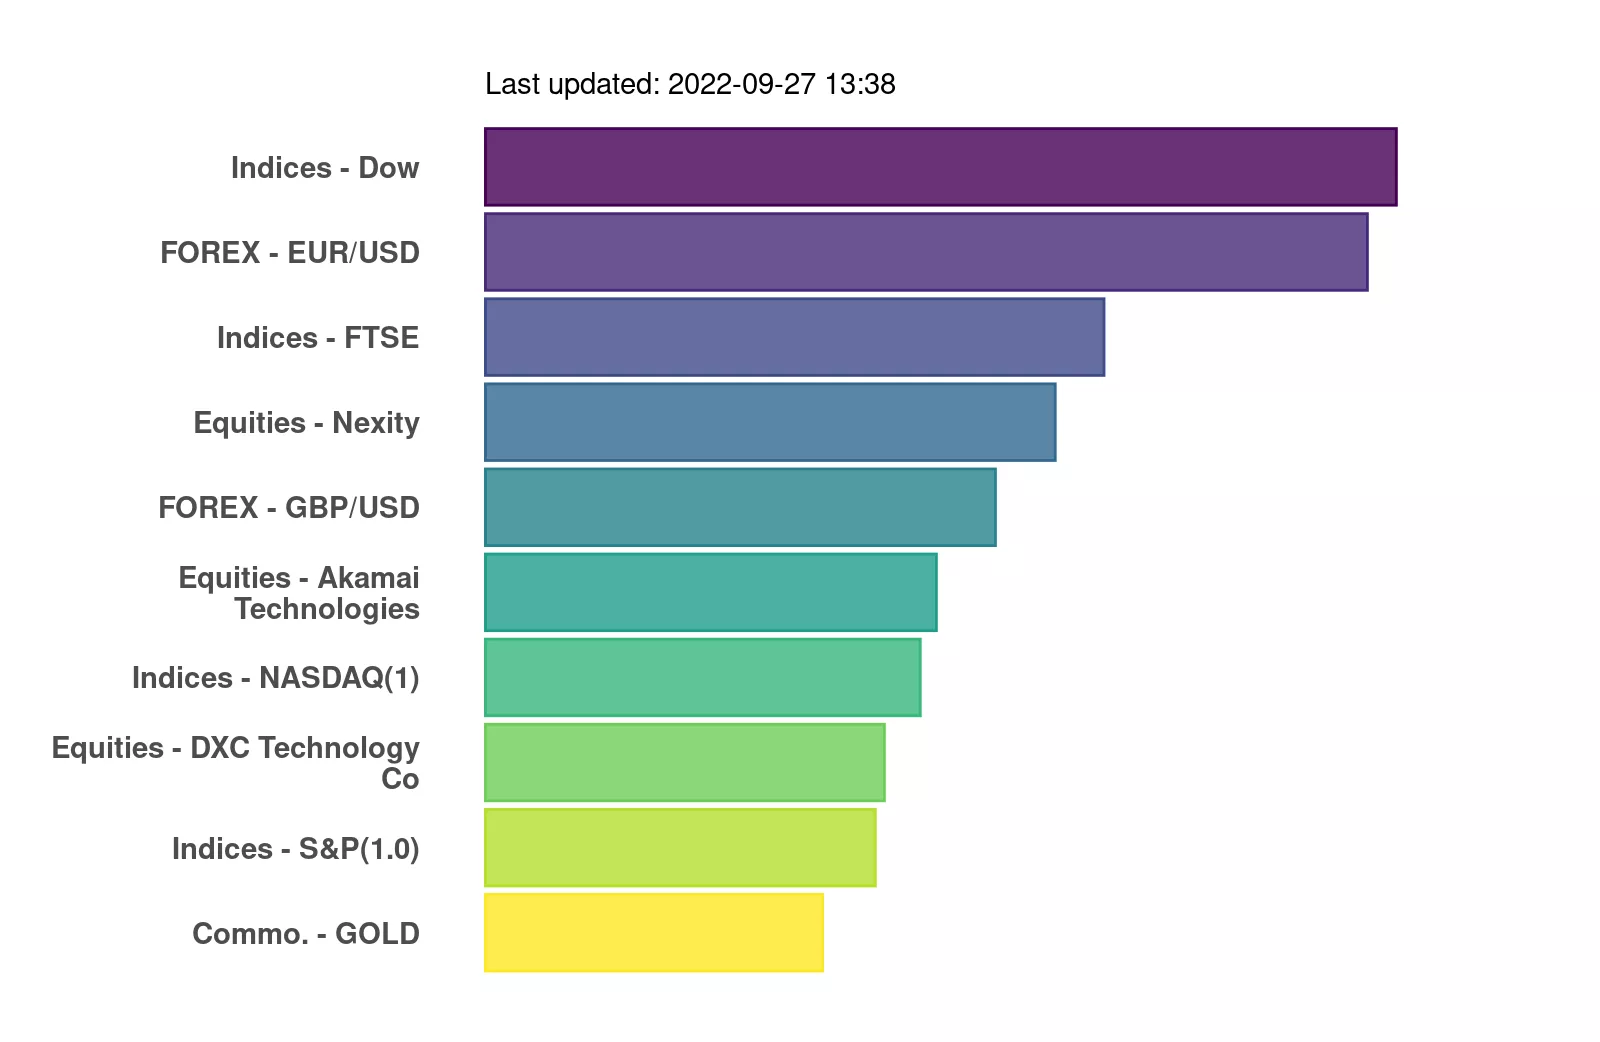 Last updated: 2022-09-27 13:38
Indices - Dow
FOREX - EUR/USD
Indices - FTSE
Equities - Nexity
FOREX - GBP/USD
Equities - Akamai
Technologies
Indices - NASDAQ(1)
Equities - DXC Technology
Co
Indices - S&P(1.0)
Commo. - GOLD